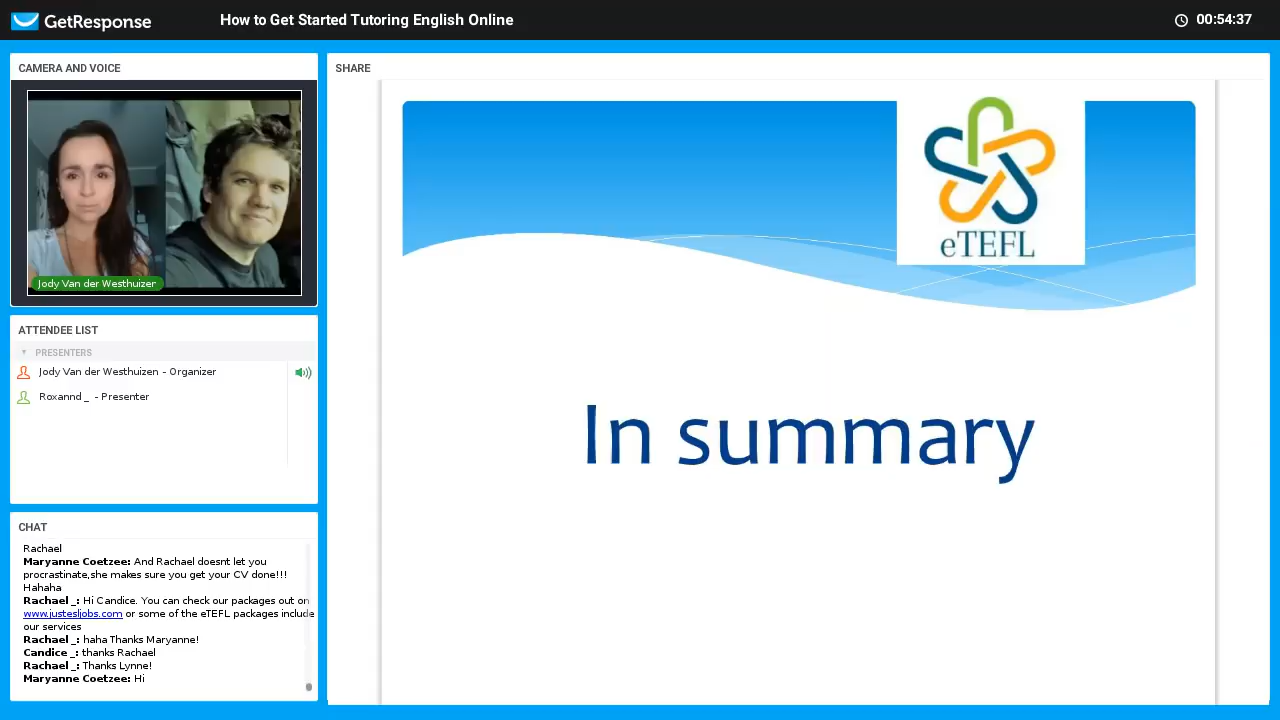 GetResponse
How to Get Started Tutoring English Online
00:54:37
CAMERA AND VOICE
Jody Van der Westhuizen
ATTENDEE LIST
PRESENTERS
Jody Van der Westhuizen - Organizer
Roxannd _ - Presenter
CHAT
Rachael
Maryanne Coetzee: And Rachael doesnt let you
procrastinate,she makes sure you get your CV done!!!
Hahaha
Rachael _: Hi Candice. You can check our packages out on
www.justesljobs.com or some of the eTEFL packages include
our services
Rachael _: haha Thanks Maryanne!
Candice _: thanks Rachael
Rachael _: Thanks Lynne!
Maryanne Coetzee: Hi
SHARE
eTEFL
In summary